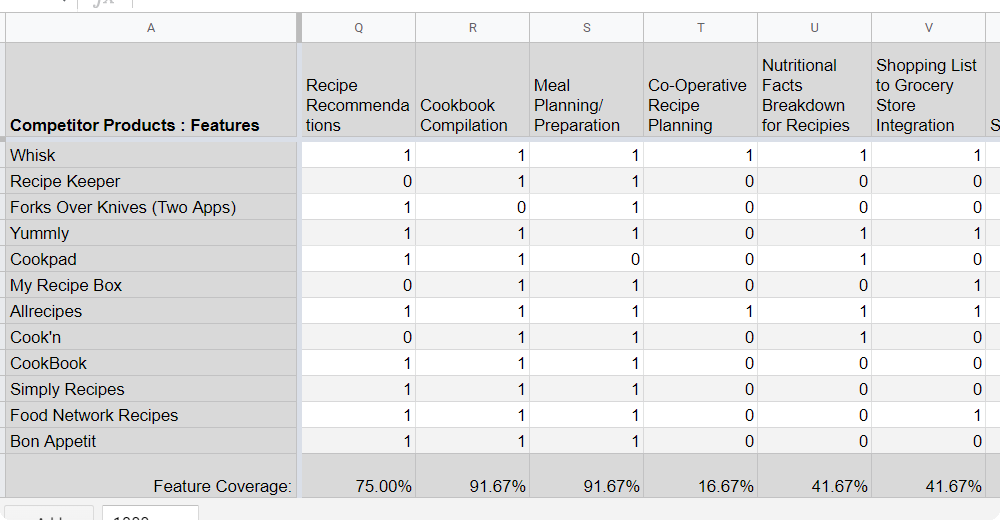 A Q R S T U V
Nutritional Shopping List
Recipe Meal Co-Operative Facts to Grocery
Recommenda Cookbook Planning/ Recipe Breakdown Store
Competitor Products : Features tions Compilation Preparation Planning for Recipies Integration S
Whisk 1 1 1 1 1 1
Recipe Keeper 0 1 1 0 0 0
Forks Over Knives (Two Apps) 1 0 1 0 0 0
Yummly 1 1 1 0 1 1
Cookpad 1 1 0 0 1 0
My Recipe Box 0 1 1 0 0 1
Allrecipes 1 1 1 1 1 1
Cook'n 0 1 1 0 1 0
CookBook 1 1 1 0 0 0
Simply Recipes 1 1 1 0 0 0
Food Network Recipes 1 1 1 0 0 1
Bon Appetit 1 1 1 0 0 0
Feature Coverage: 75.00% 91.67% 91.67% 16.67% 41.67% 41.67%